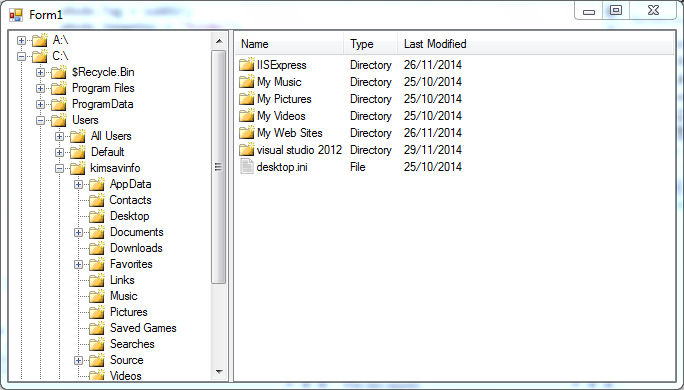 Form1
A:\
C:\
$Recycle.Bin
Program Files
ProgramData
Users
All Users
Default
kimsavinfo
AppData
Contacts
Desktop
Documents
Downloads
Favorites
Links
Music
Pictures
Saved Games
Searches
Source
Videos
Name Type Last Modified
IISExpress Directory 26/11/2014
My Music Directory 25/10/2014
My Pictures Directory 25/10/2014
My Videos Directory 25/10/2014
My Web Sites Directory 26/11/2014
visual studio 2012 Directory 29/11/2014
desktop.ini File 25/10/2014